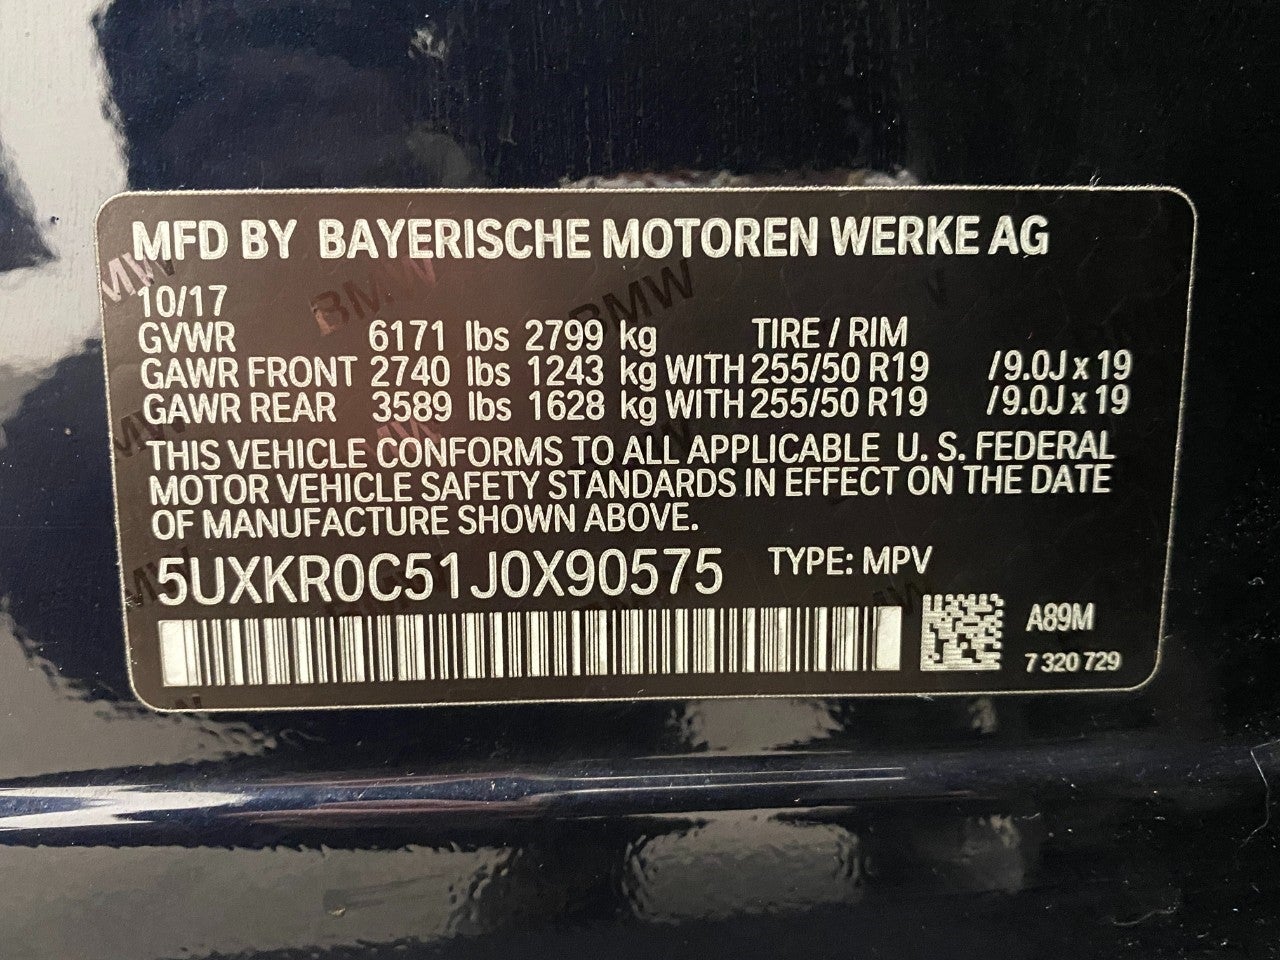 MFD BY BAYERISCHE MOTOREN WERKE AG
10/17
GVWR 6171 lbs 2799 kg TIRE / RIM
GAWR FRONT 2740 lbs 1243 kg WITH 255/50 R19 /9.0J x 19
GAWR REAR 3589 lbs 1628 kg WITH 255/50 R19 /9.0J x 19
THIS VEHICLE CONFORMS TO ALL APPLICABLE U. S. FEDERAL
MOTOR VEHICLE SAFETY STANDARDS IN EFFECT ON THE DATE
OF MANUFACTURE SHOWN ABOVE.
5UXKR0C51J0X90575 TYPE: MPV
A89M
7 320 729
BMW
BMW